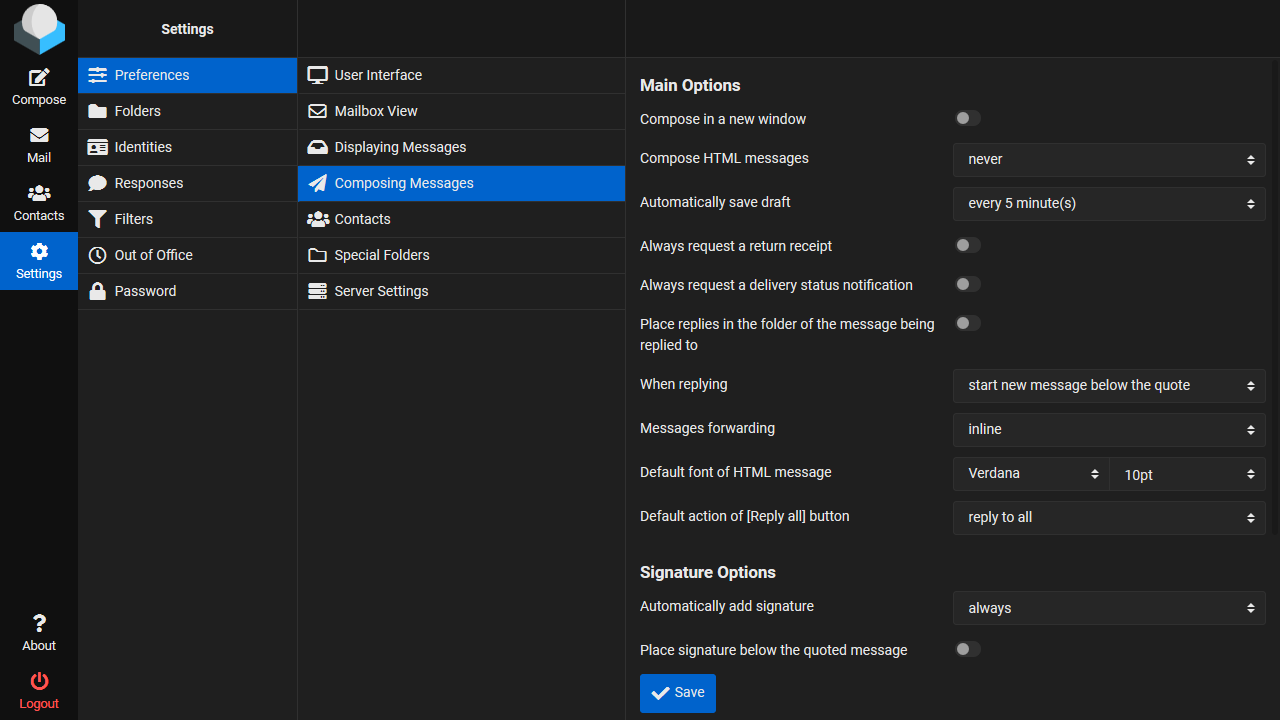 Compose
Mail
Contacts
Settings
About
Logout
Settings
Preferences
Folders
Identities
Responses
Filters
Out of Office
Password
User Interface
Mailbox View
Displaying Messages
Composing Messages
Contacts
Special Folders
Server Settings
Main Options
Compose in a new window
Compose HTML messages never
Automatically save draft every 5 minute(s)
Always request a return receipt
Always request a delivery status notification
Place replies in the folder of the message being
replied to
When replying start new message below the quote
Messages forwarding inline
Default font of HTML message Verdana 10pt
Default action of [Reply all] button reply to all
Signature Options
Automatically add signature always
Place signature below the quoted message
Save